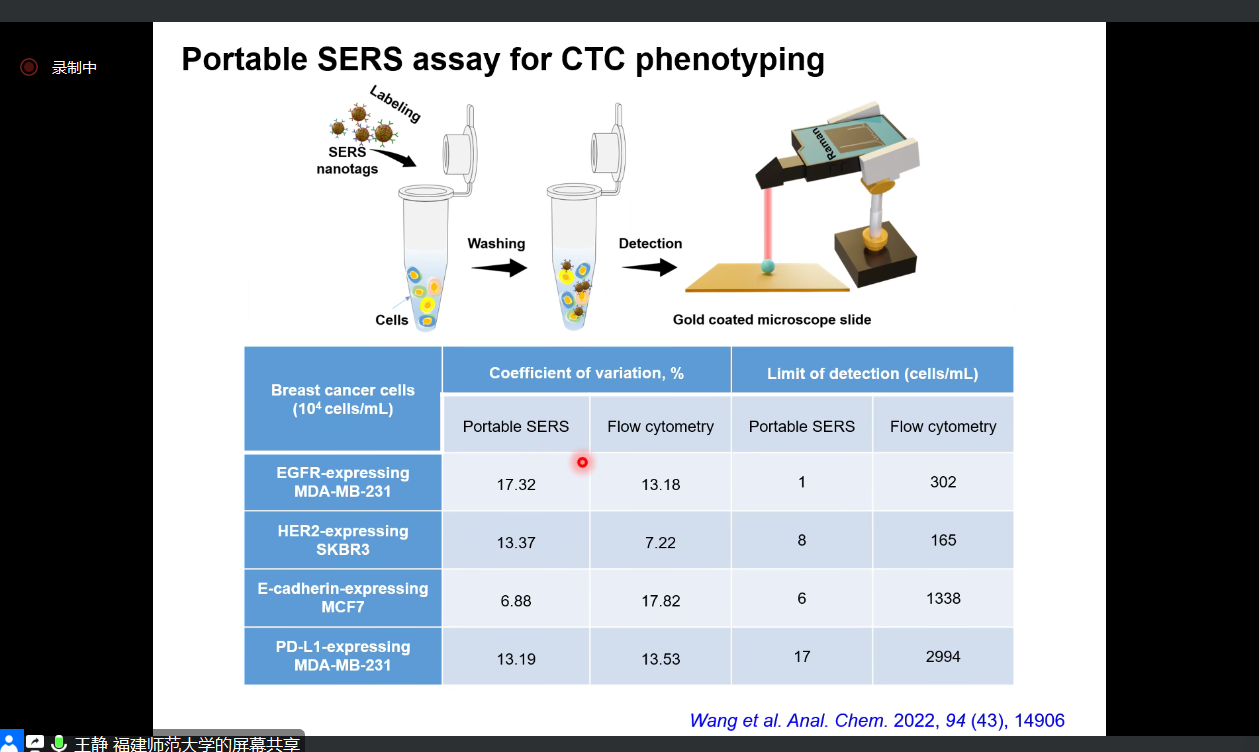 录制中
Portable SERS assay for CTC phenotyping
Labeling
SERS
nanotags
Raman
Washing
Detection
Cells
Gold coated microscope slide
Breast cancer cells
(10⁴ cells/mL)
Coefficient of variation, %
Limit of detection (cells/mL)
Portable SERS
Flow cytometry
Portable SERS
Flow cytometry
EGFR-expressing
MDA-MB-231
17.32
13.18
1
302
HER2-expressing
SKBR3
13.37
7.22
8
165
E-cadherin-expressing
MCF7
6.88
17.82
6
1338
PD-L1-expressing
MDA-MB-231
13.19
13.53
17
2994
Wang et al. Anal. Chem. 2022, 94 (43), 14906
王静 福建师范大学的屏幕共享